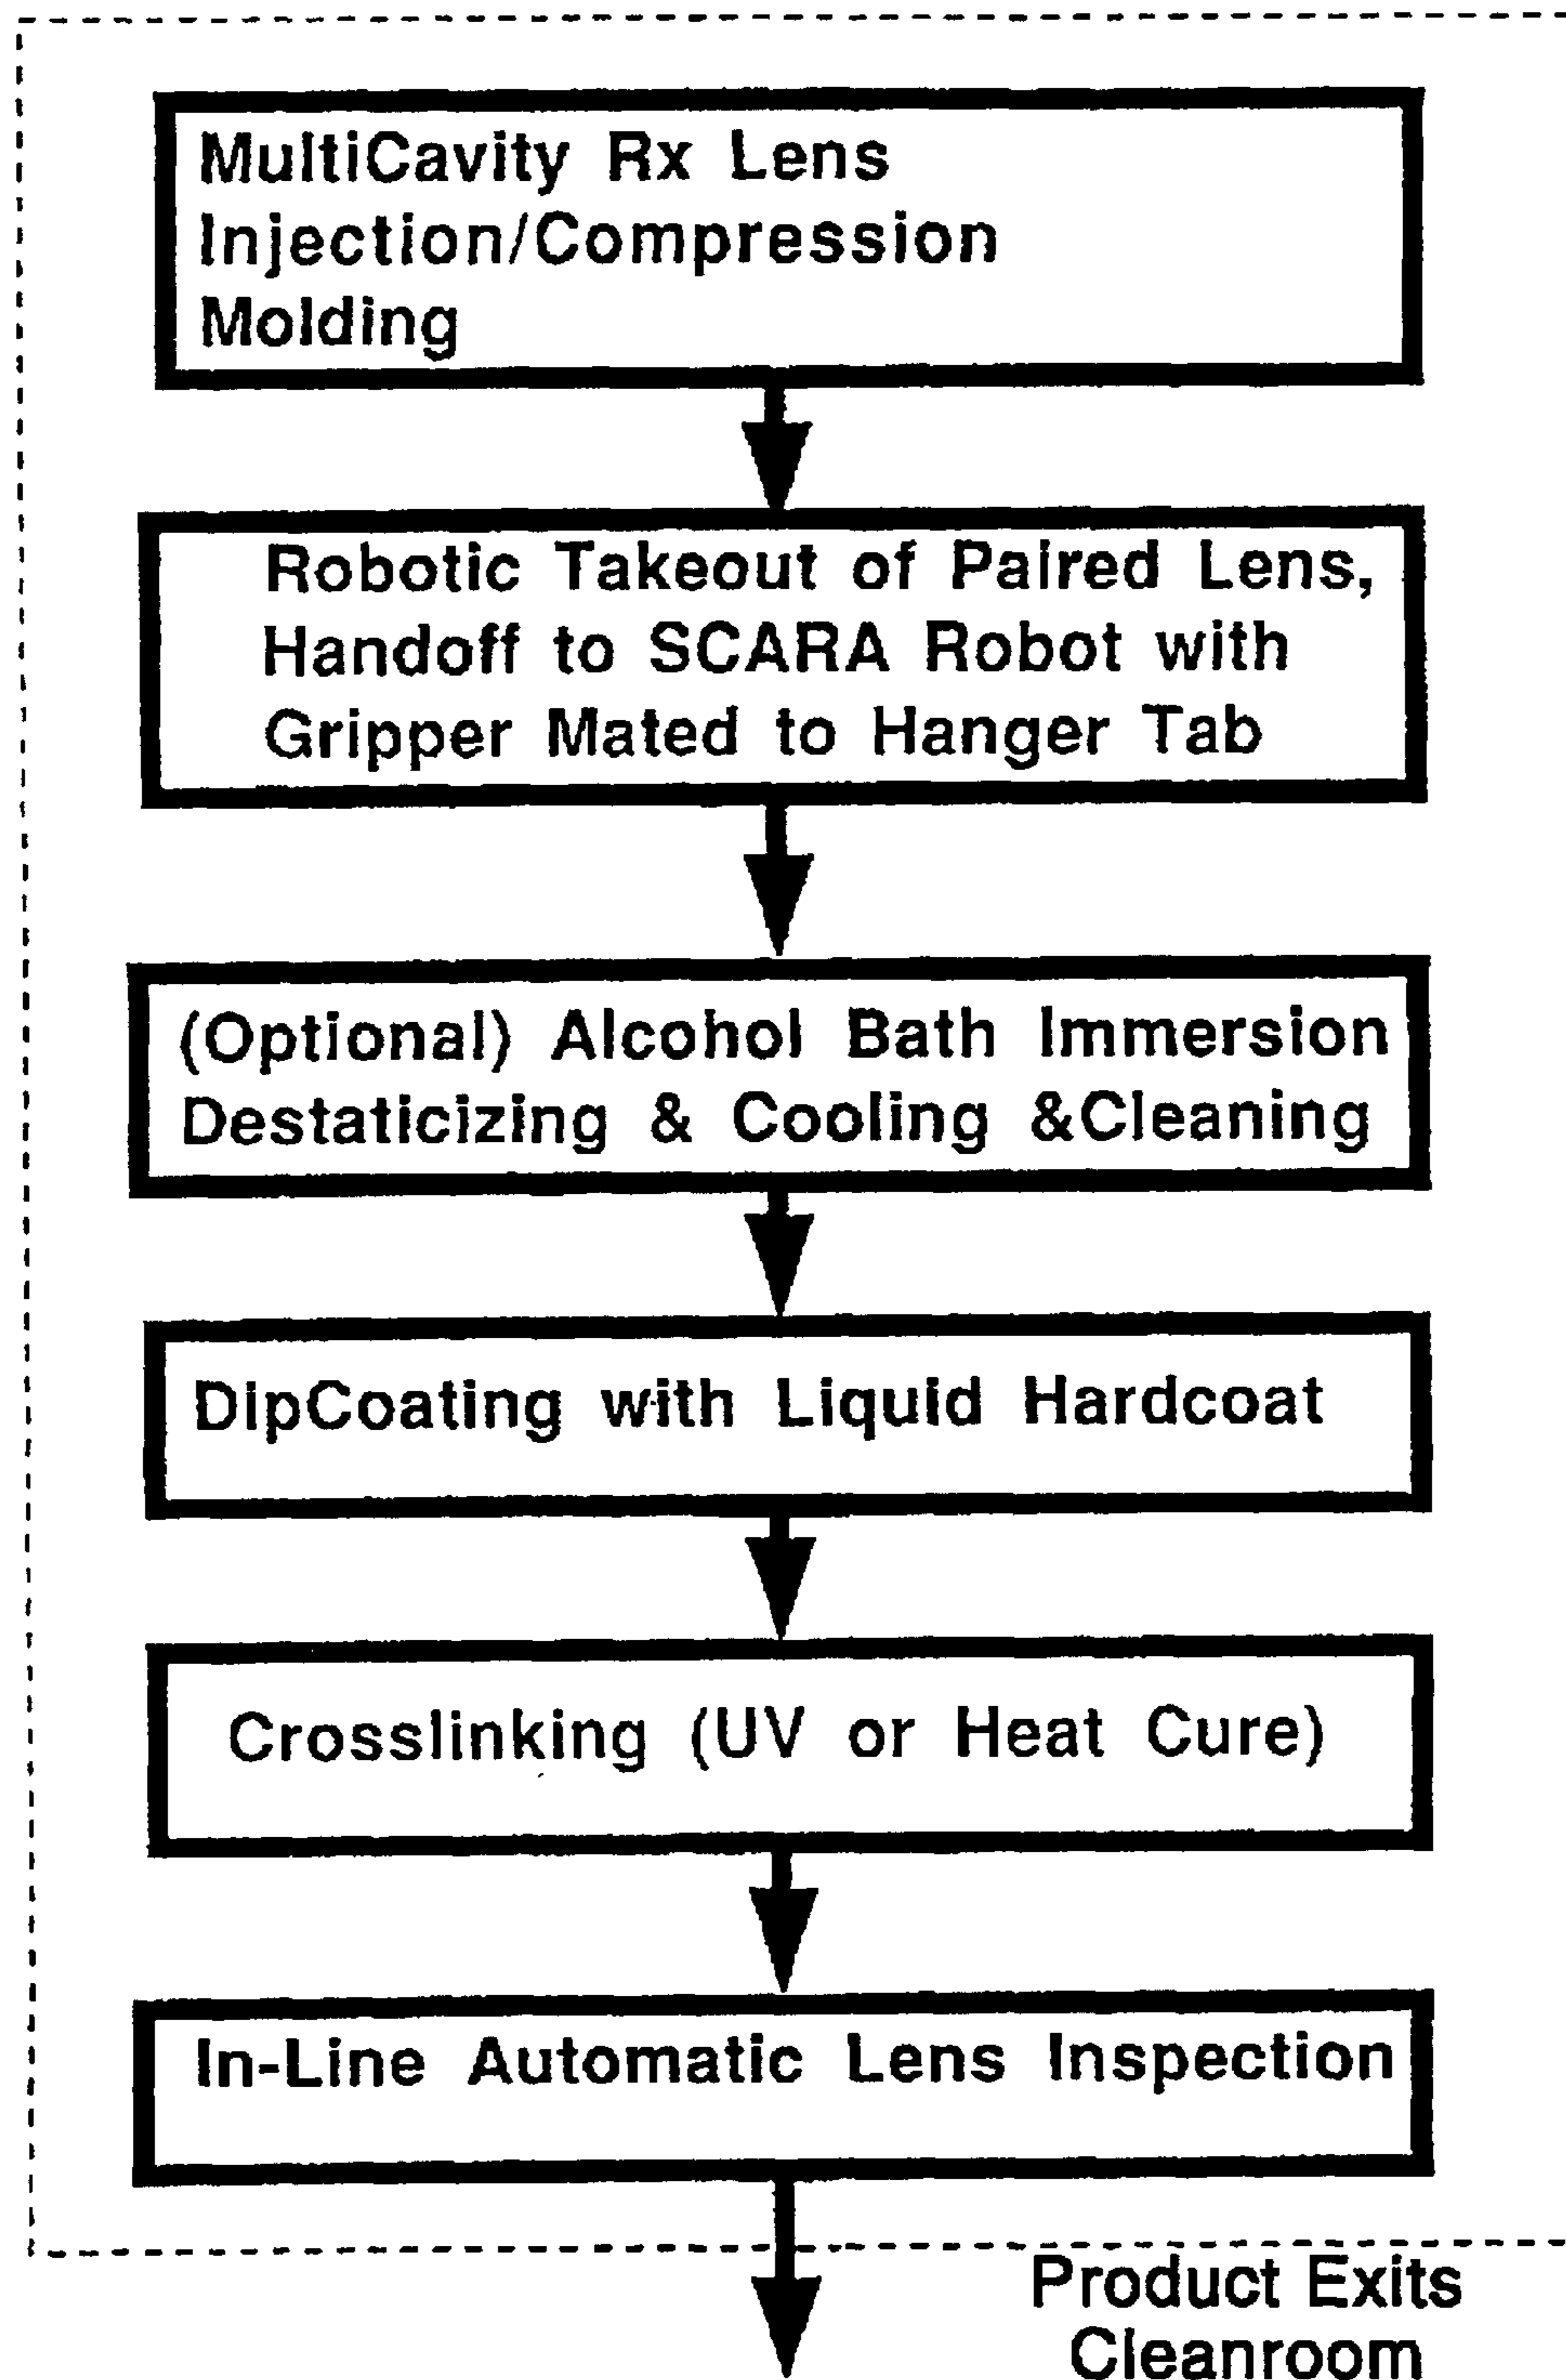 MultiCavity Rx Lens
Injection/Compression
Molding
Robotic Takeout of Paired Lens,
Handoff to SCARA Robot with
Gripper Mated to Hanger Tab
(Optional) Alcohol Bath Immersion
Destaticizing & Cooling &Cleaning
DipCoating with Liquid Hardcoat
Crosslinking (UV or Heat Cure)
In-Line Automatic Lens Inspection
Product Exits
Cleanroom